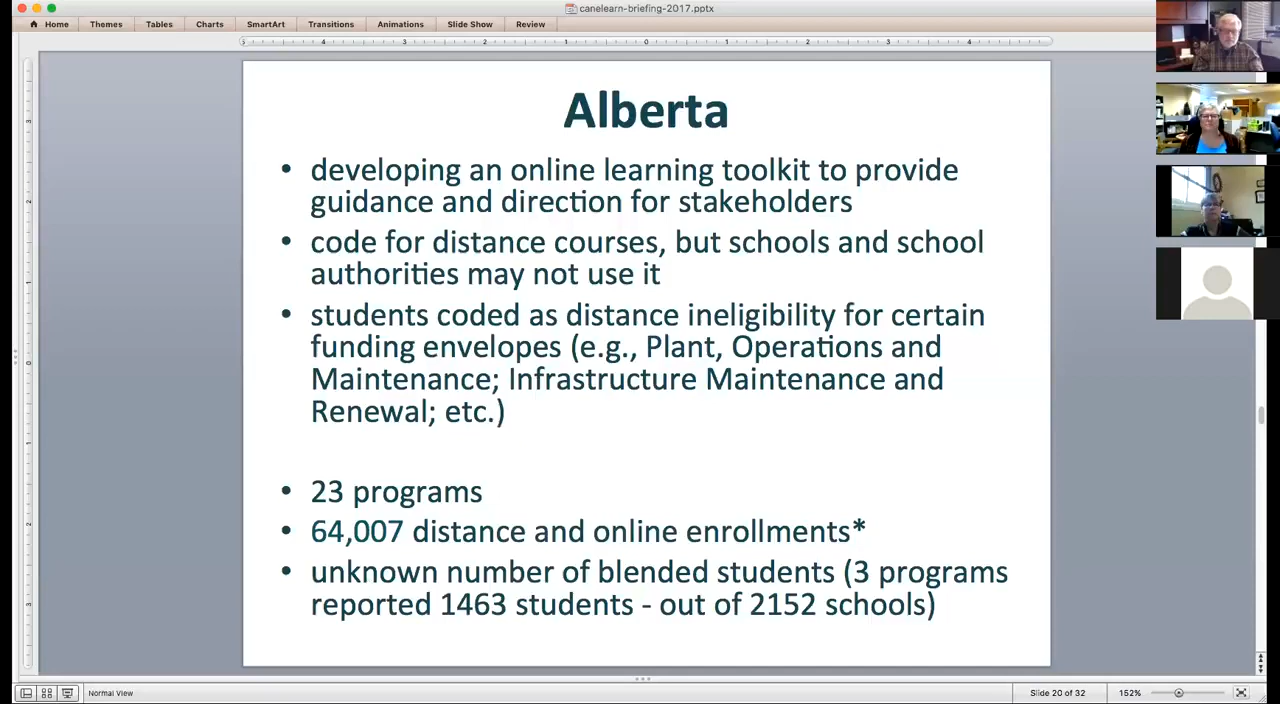 canelearn-briefing-2017.pptx
Home Themes Tables Charts SmartArt Transitions Animations Slide Show Review
Alberta
• developing an online learning toolkit to provide
guidance and direction for stakeholders
• code for distance courses, but schools and school
authorities may not use it
• students coded as distance ineligibility for certain
funding envelopes (e.g., Plant, Operations and
Maintenance; Infrastructure Maintenance and
Renewal; etc.)
• 23 programs
• 64,007 distance and online enrollments*
• unknown number of blended students (3 programs
reported 1463 students - out of 2152 schools)
Normal View Slide 20 of 32 152%